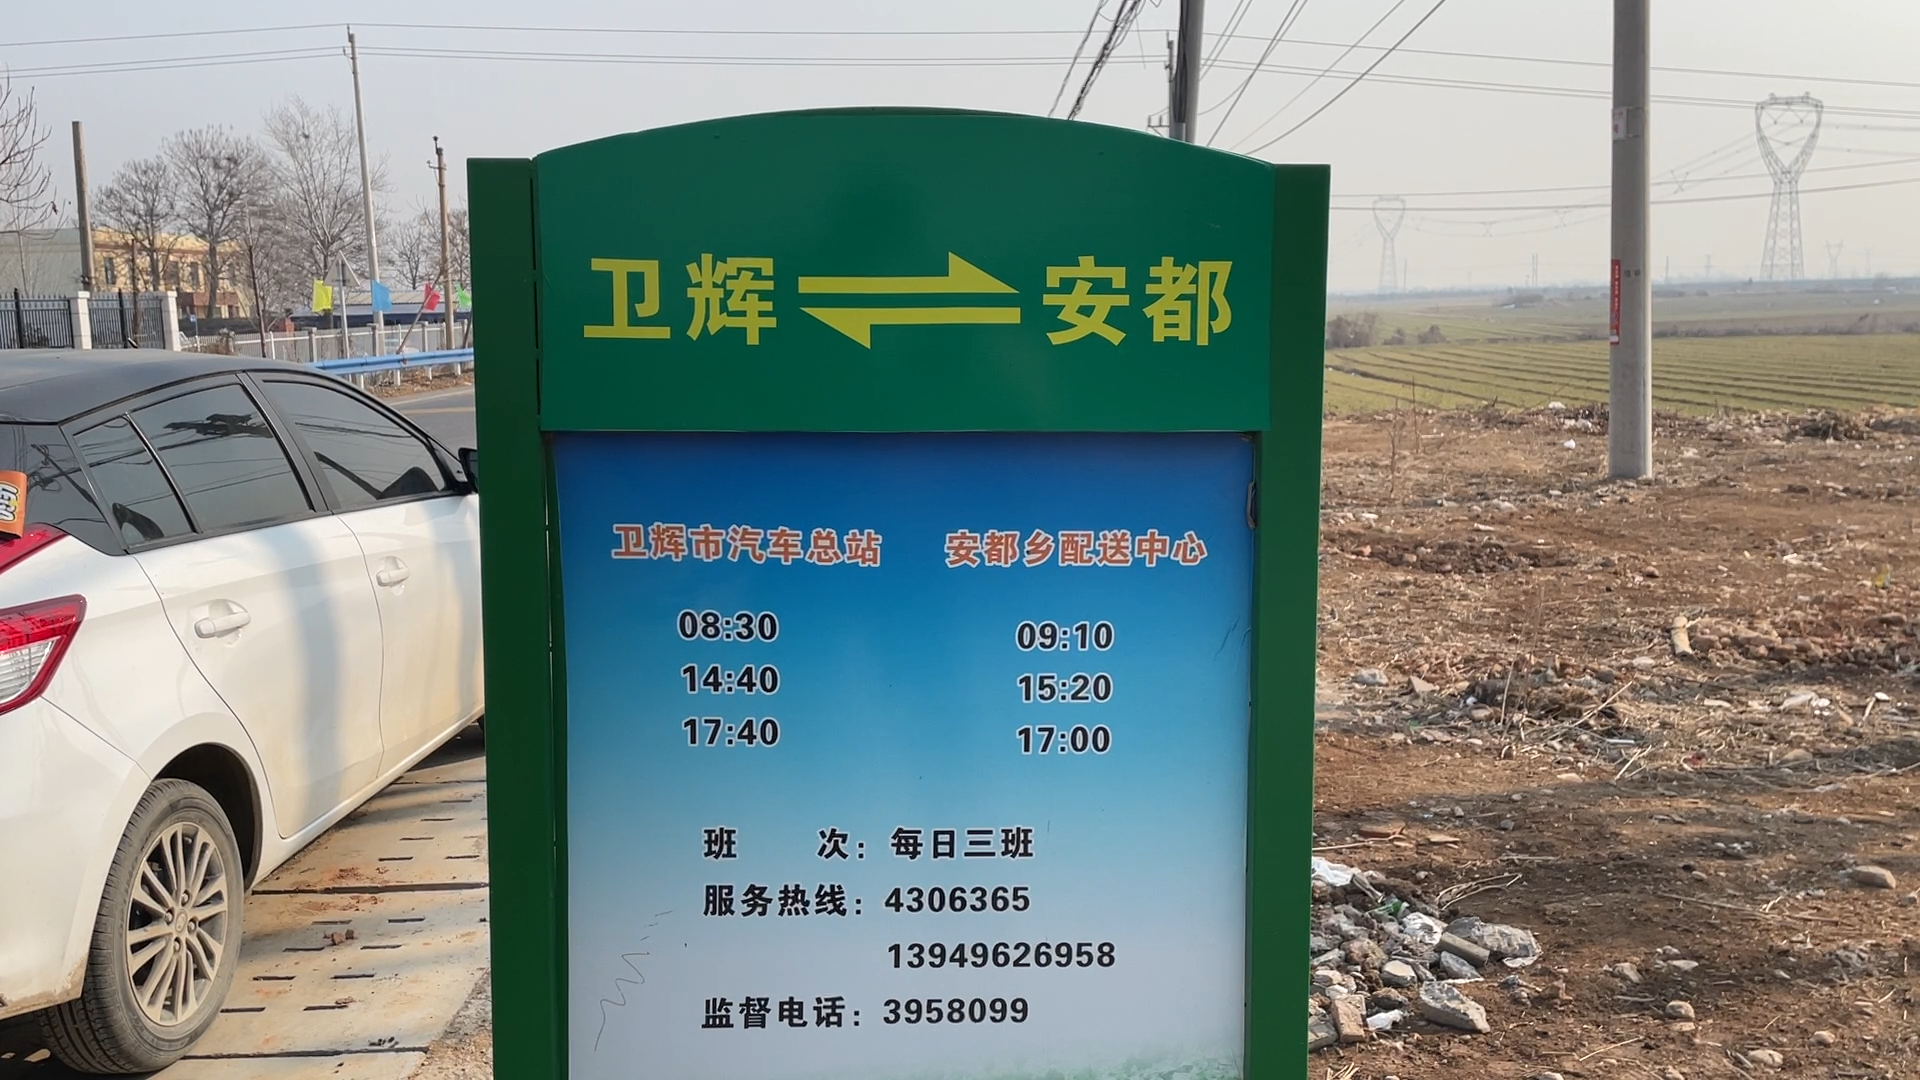 卫辉⇌安都
卫辉市汽车总站 安都乡配送中心
08:30 09:10
14:40 15:20
17:40 17:00
班 次：每日三班
服务热线：4306365
13949626958
监督电话：3958099